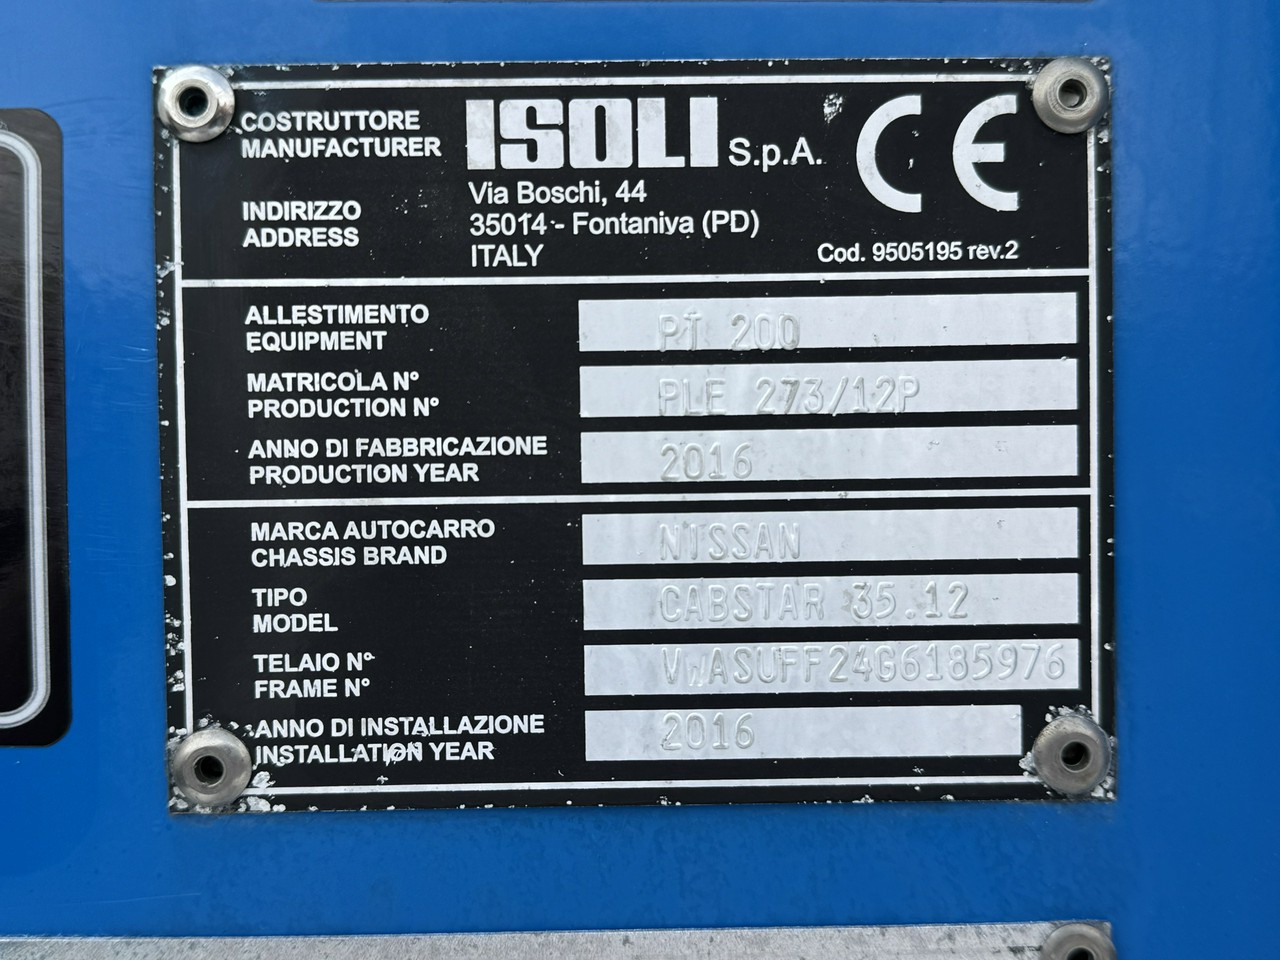 COSTRUTTORE
MANUFACTURER
ISOLI S.p.A.
CE
INDIRIZZO
ADDRESS
Via Boschi, 44
35014 - Fontaniva (PD)
ITALY
Cod. 9505195 rev.2
ALLESTIMENTO
EQUIPMENT
PT 200
MATRICOLA N°
PRODUCTION N°
PLE 273/12P
ANNO DI FABBRICAZIONE
PRODUCTION YEAR
2016
MARCA AUTOCARRO
CHASSIS BRAND
NISSAN
TIPO
MODEL
CABSTAR 35.12
TELAIO N°
FRAME N°
VWASUFF24G6185976
ANNO DI INSTALLAZIONE
INSTALLATION YEAR
2016